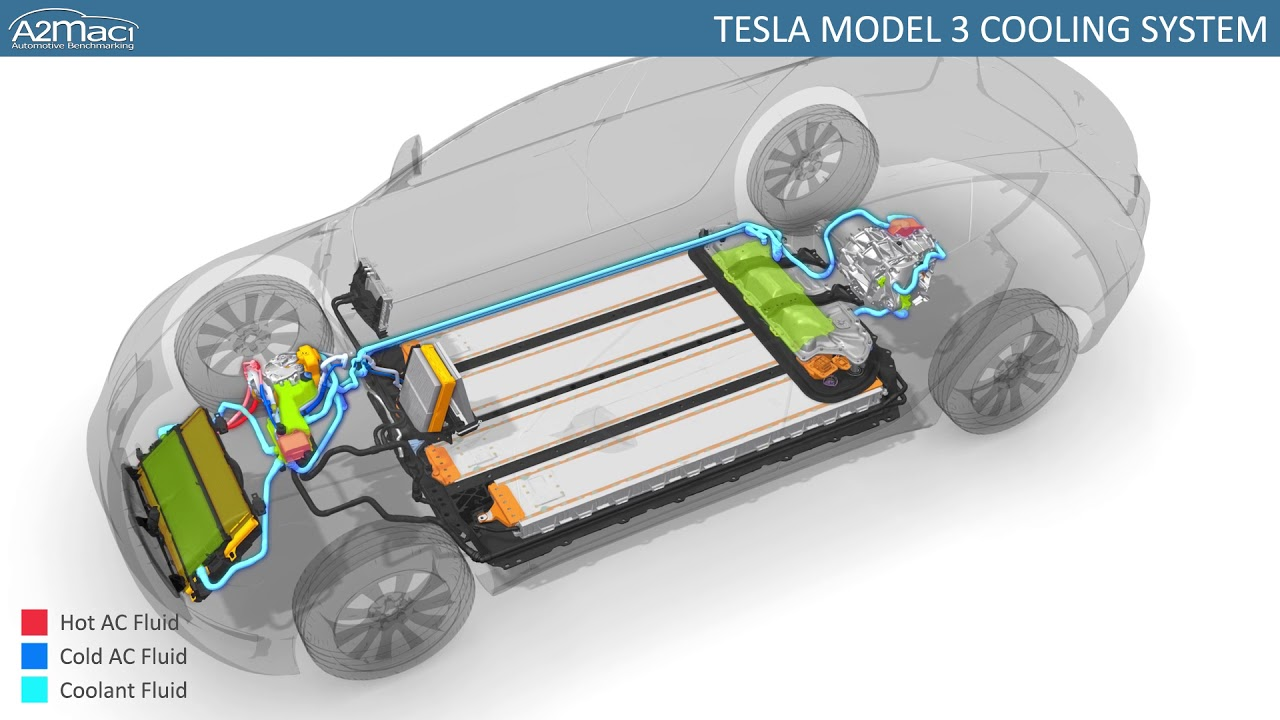 A2Mac1
Automotive Benchmarking
TESLA MODEL 3 COOLING SYSTEM
Hot AC Fluid
Cold AC Fluid
Coolant Fluid